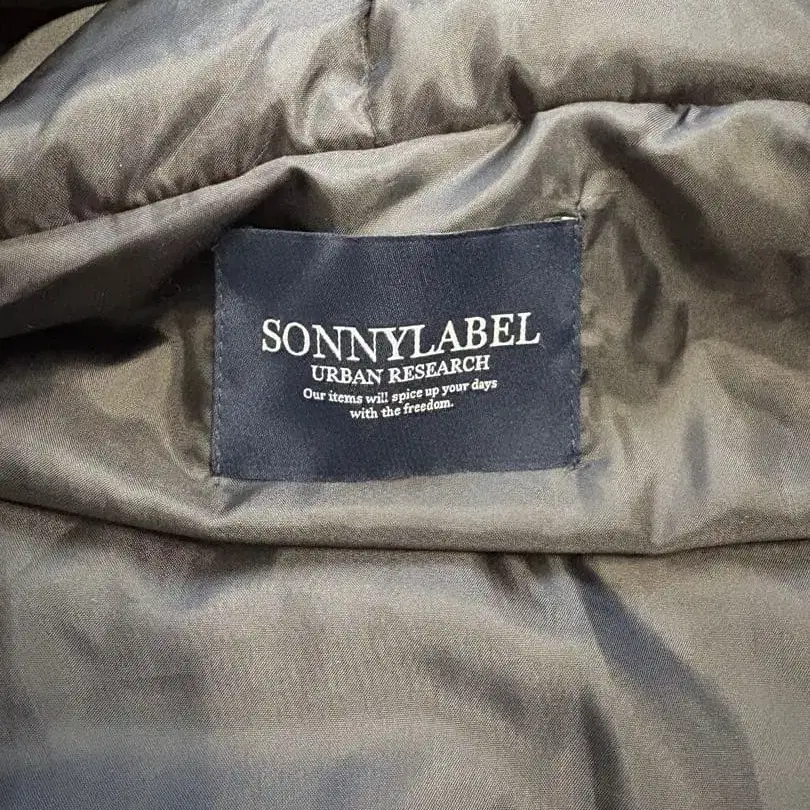 SONNYLABEL
URBAN RESEARCH
Our items will spice up your days
with the freedom.